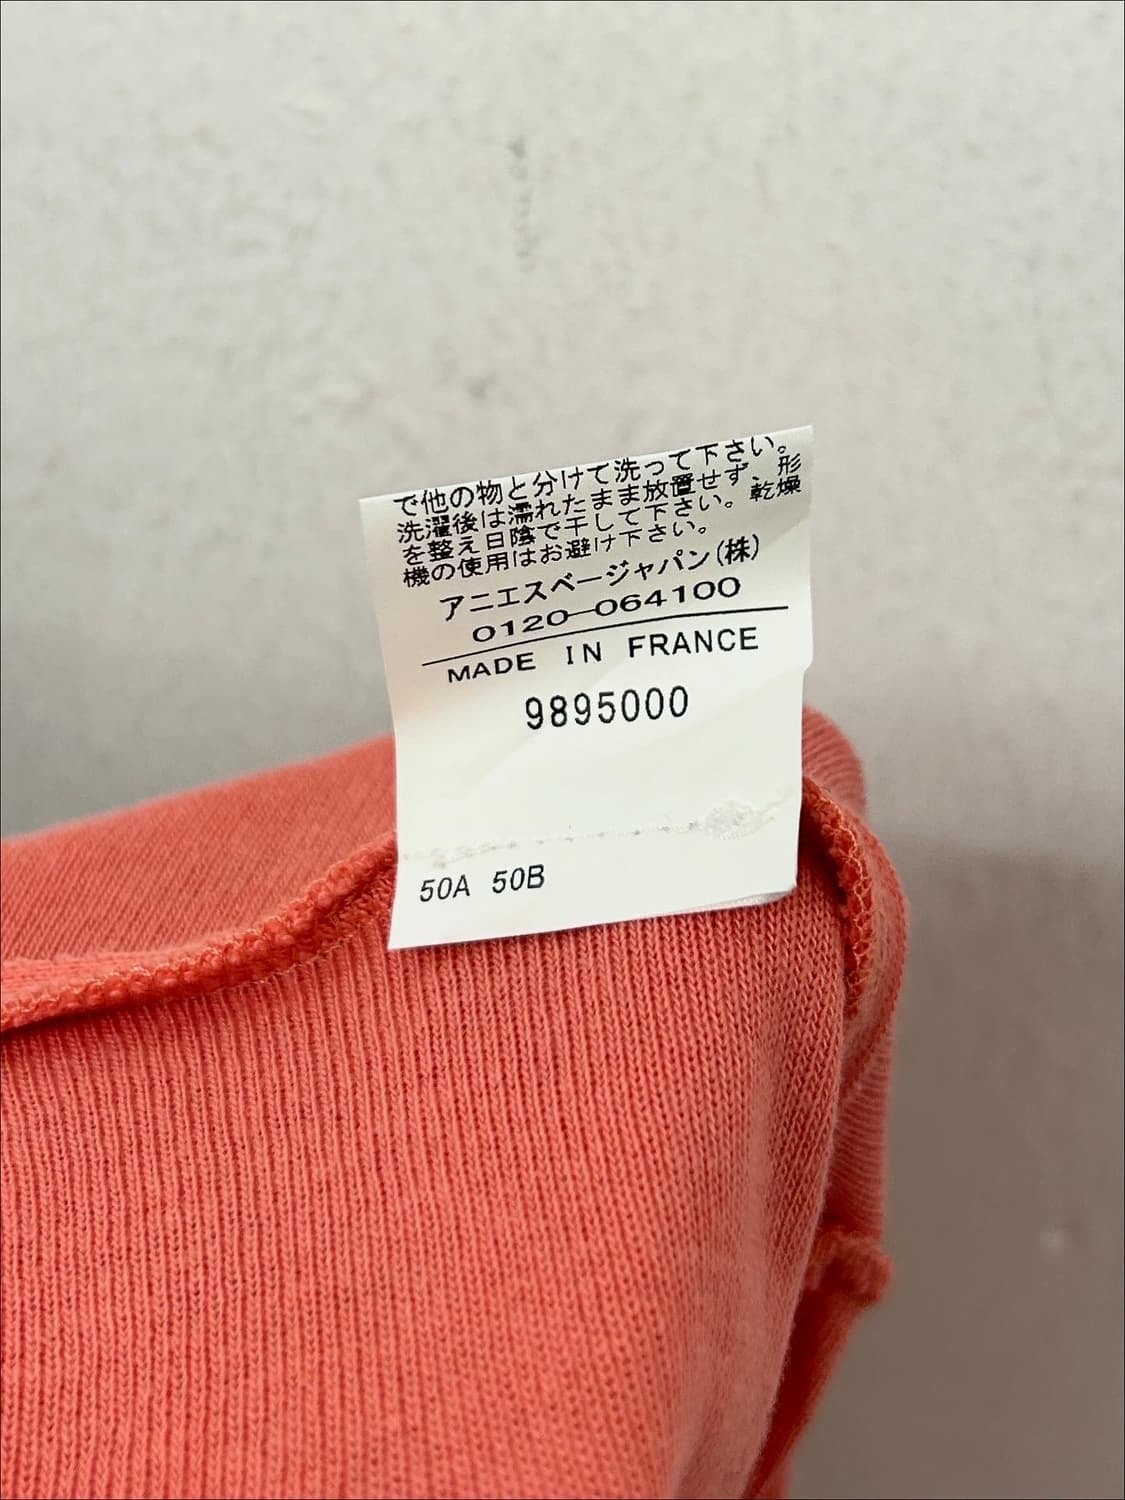 で他の物と分けて洗って下さい。
洗濯後は濡れたまま放置せず、形
を整え日陰で干して下さい。乾燥
機の使用はお避け下さい。
アニエスベージャパン(株)
0120-064100
MADE IN FRANCE
9895000
50A 50B